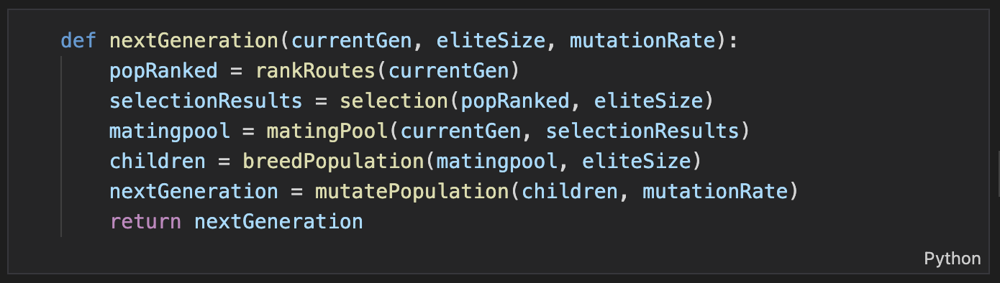 def nextGeneration(currentGen, eliteSize, mutationRate):
    popRanked = rankRoutes(currentGen)
    selectionResults = selection(popRanked, eliteSize)
    matingpool = matingPool(currentGen, selectionResults)
    children = breedPopulation(matingpool, eliteSize)
    nextGeneration = mutatePopulation(children, mutationRate)
    return nextGeneration
Python